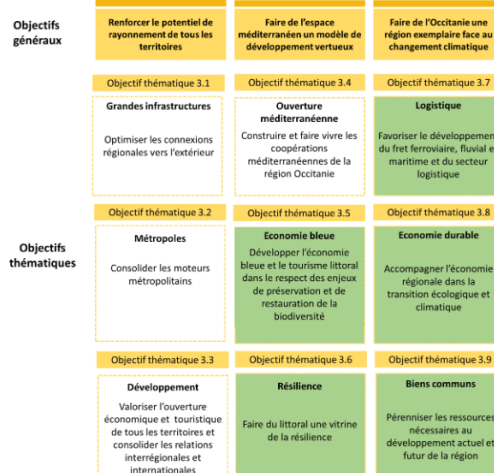 Objectifs
généraux
Renforcer le potentiel de
rayonnement de tous les
territoires
Faire de l'espace
méditerranéen un modèle de
développement vertueux
Faire de l'Occitanie une
région exemplaire face au
changement climatique
Objectifs
thématiques
Objectif thématique 3.1
Grandes infrastructures
Optimiser les connexions
régionales vers l'extérieur
Objectif thématique 3.4
Ouverture
méditerranéenne
Construire et faire vivre les
coopérations
méditerranéennes de la
région Occitanie
Objectif thématique 3.7
Logistique
Favoriser le développement
du fret ferroviaire, fluvial et
maritime et du secteur
logistique
Objectif thématique 3.2
Métropoles
Consolider les moteurs
métropolitains
Objectif thématique 3.5
Economie bleue
Développer l'économie
bleue et le tourisme littoral
dans le respect des enjeux
de préservation et de
restauration de la
biodiversité
Objectif thématique 3.8
Economie durable
Accompagner l'économie
régionale dans la
transition écologique et
climatique
Objectif thématique 3.3
Développement
Valoriser l'ouverture
économique et touristique
de tous les territoires et
consolider les relations
interrégionales et
internationales
Objectif thématique 3.6
Résilience
Faire du littoral une vitrine
de la résilience
Objectif thématique 3.9
Biens communs
Pérenniser les ressources
nécessaires au
développement actuel et
futur de la région